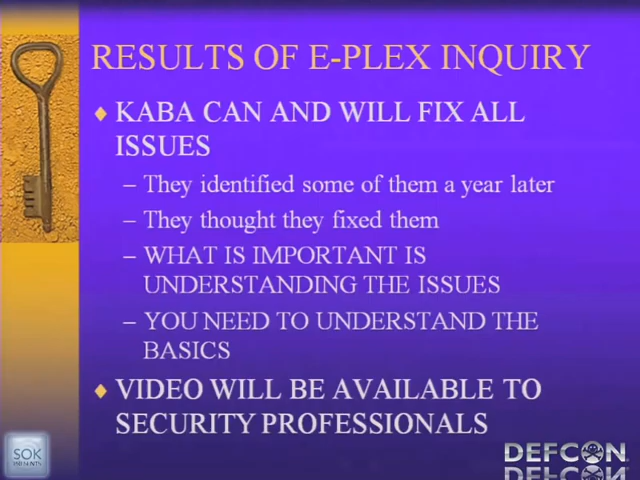 RESULTS OF E-PLEX INQUIRY
♦ KABA CAN AND WILL FIX ALL
ISSUES
– They identified some of them a year later
– They thought they fixed them
– WHAT IS IMPORTANT IS
UNDERSTANDING THE ISSUES
– YOU NEED TO UNDERSTAND THE
BASICS
♦ VIDEO WILL BE AVAILABLE TO
SECURITY PROFESSIONALS
SOK
PRESENTS
DEFCON